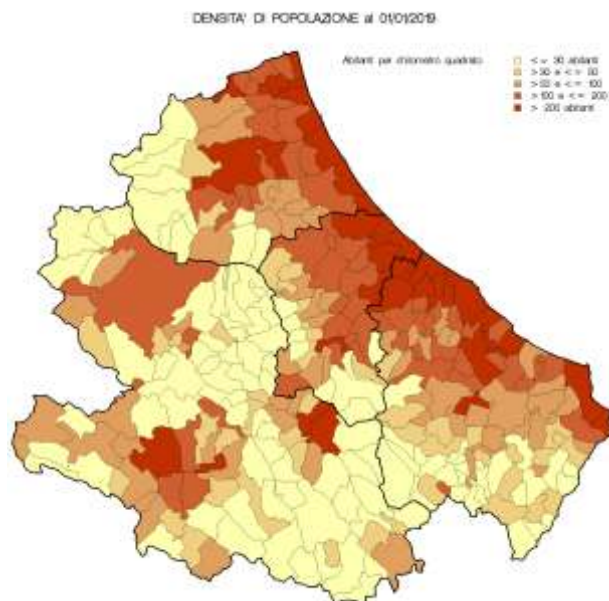 DENSITA' DI POPOLAZIONE al 01/01/2019
Abitanti per chilometro quadrato
<= 30 abitanti
> 30 e <= 50
> 50 e <= 100
> 100 e <= 200
> 200 abitanti